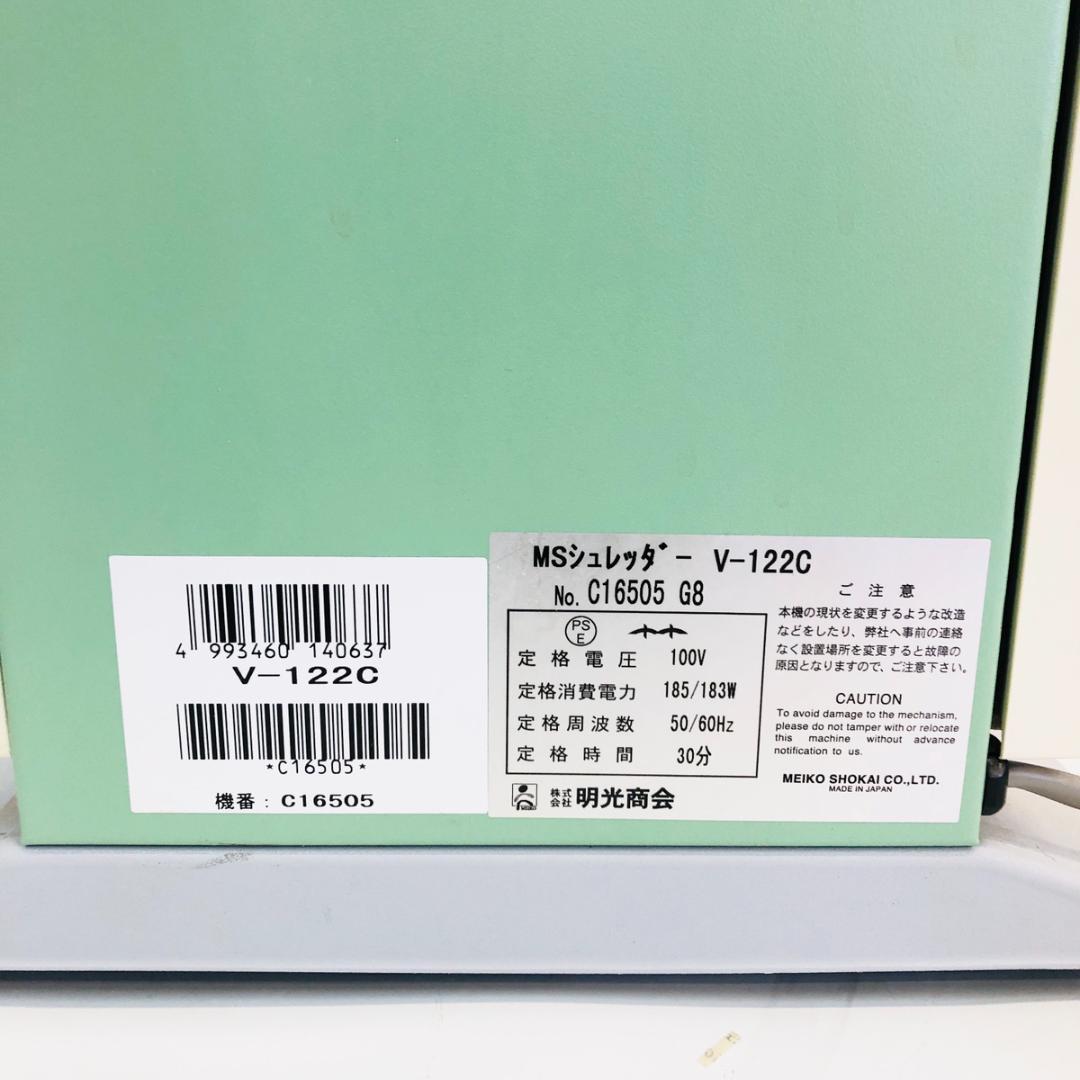 4 993460 140637
V-122C
*C16505*
機番：C16505
MSシュレッダー V-122C
No. C16505 G8
PS
E
定格電圧 100V
定格消費電力 185/183W
定格周波数 50/60Hz
定格時間 30分
株式
会社 明光商会
ご注意
本機の現状を変更するような改造
などをしたり、弊社へ事前の連絡
なく設置場所を変更すると故障の
原因となりますので、ご注意下さい。
CAUTION
To avoid damage to the mechanism,
please do not tamper with or relocate
this machine without advance
notification to us.
MEIKO SHOKAI CO.,LTD.
MADE IN JAPAN